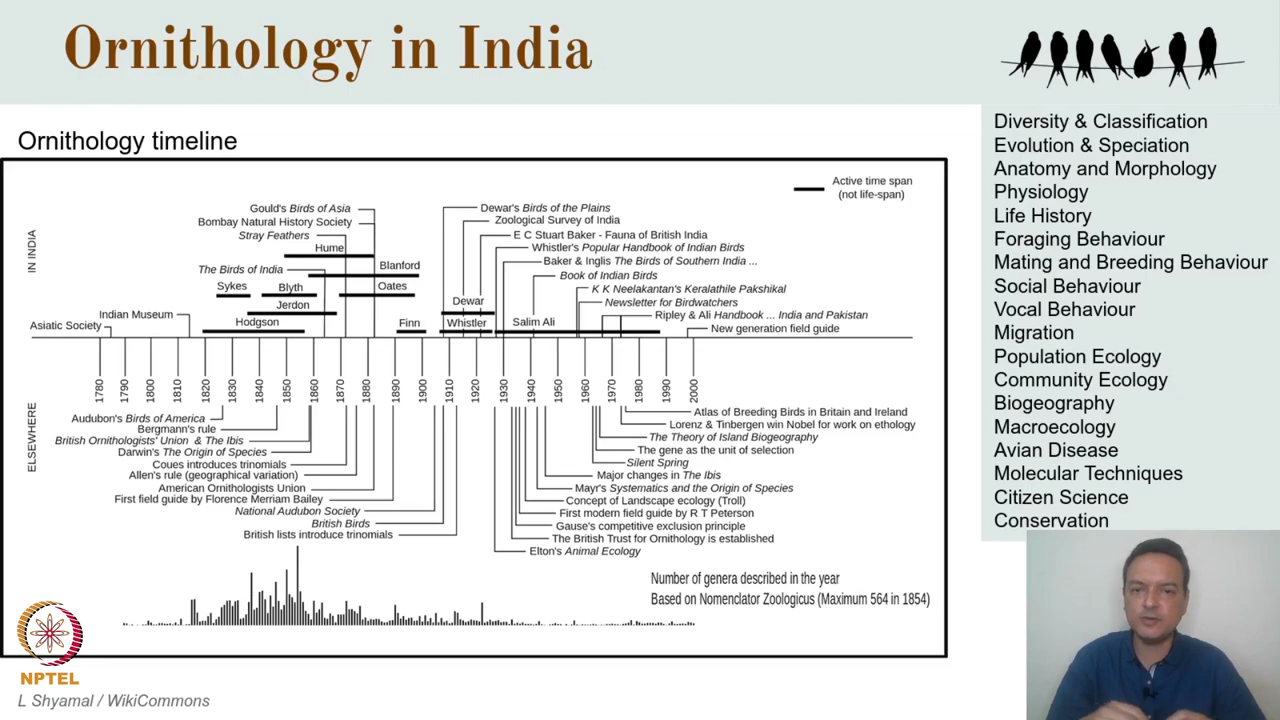 Ornithology in India
Ornithology timeline
Active time span
(not life-span)
IN INDIA
Gould's Birds of Asia
Bombay Natural History Society
Stray Feathers
Hume
The Birds of India
Blanford
Sykes
Blyth
Oates
Jerdon
Indian Museum
Hodgson
Asiatic Society
Finn
Dewar
Whistler
Salim Ali
Dewar's Birds of the Plains
Zoological Survey of India
E C Stuart Baker - Fauna of British India
Whistler's Popular Handbook of Indian Birds
Baker & Inglis The Birds of Southern India ...
Book of Indian Birds
K K Neelakantan's Keralathile Pakshikal
Newsletter for Birdwatchers
Ripley & Ali Handbook ... India and Pakistan
New generation field guide
1780 1790 1800 1810 1820 1830 1840 1850 1860 1870 1880 1890 1900 1910 1920 1930 1940 1950 1960 1970 1980 1990 2000
ELSEWHERE
Audubon's Birds of America
Bergmann's rule
British Ornithologists' Union & The Ibis
Darwin's The Origin of Species
Coues introduces trinomials
Allen's rule (geographical variation)
American Ornithologists Union
First field guide by Florence Merriam Bailey
National Audubon Society
British Birds
British lists introduce trinomials
Atlas of Breeding Birds in Britain and Ireland
Lorenz & Tinbergen win Nobel for work on ethology
The Theory of Island Biogeography
The gene as the unit of selection
Silent Spring
Major changes in The Ibis
Mayr's Systematics and the Origin of Species
Concept of Landscape ecology (Troll)
First modern field guide by R T Peterson
Gause's competitive exclusion principle
The British Trust for Ornithology is established
Elton's Animal Ecology
Number of genera described in the year
Based on Nomenclator Zoologicus (Maximum 564 in 1854)
NPTEL
L Shyamal / WikiCommons
Diversity & Classification
Evolution & Speciation
Anatomy and Morphology
Physiology
Life History
Foraging Behaviour
Mating and Breeding Behaviour
Social Behaviour
Vocal Behaviour
Migration
Population Ecology
Community Ecology
Biogeography
Macroecology
Avian Disease
Molecular Techniques
Citizen Science
Conservation